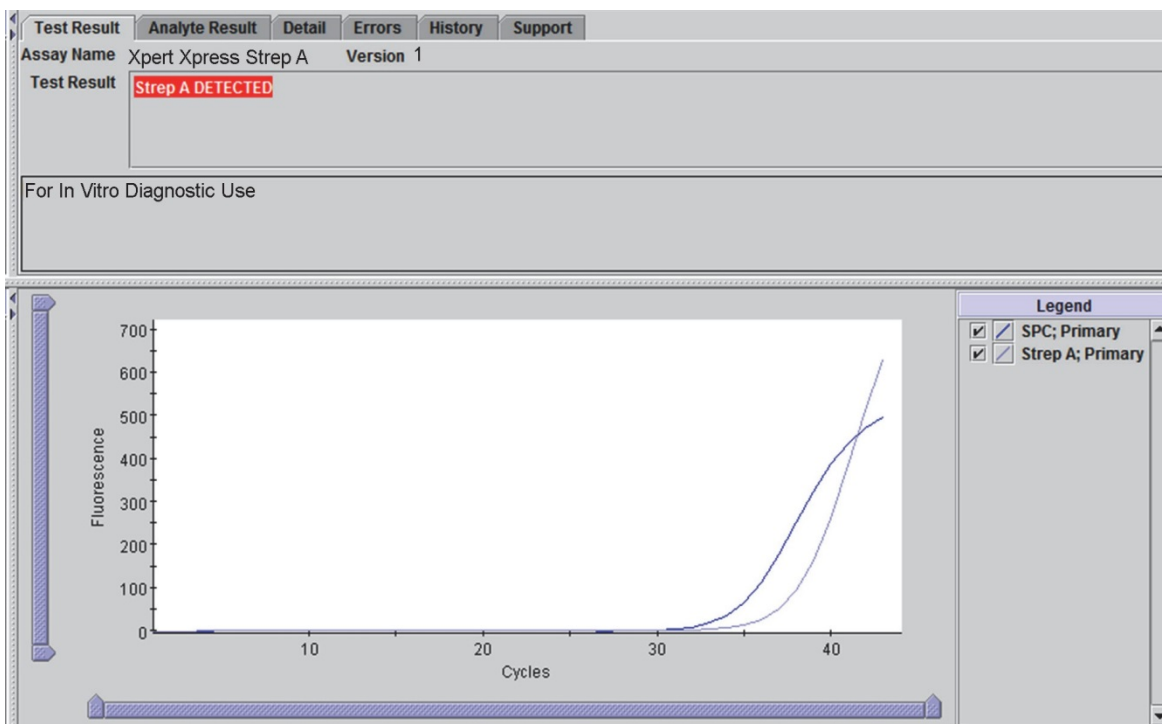 Test Result Analyte Result Detail Errors History Support
Assay Name Xpert Xpress Strep A Version 1
Test Result Strep A DETECTED
For In Vitro Diagnostic Use
Legend
SPC; Primary
Strep A; Primary
700
600
500
400
300
200
100
0
Fluorescence
10 20 30 40
Cycles